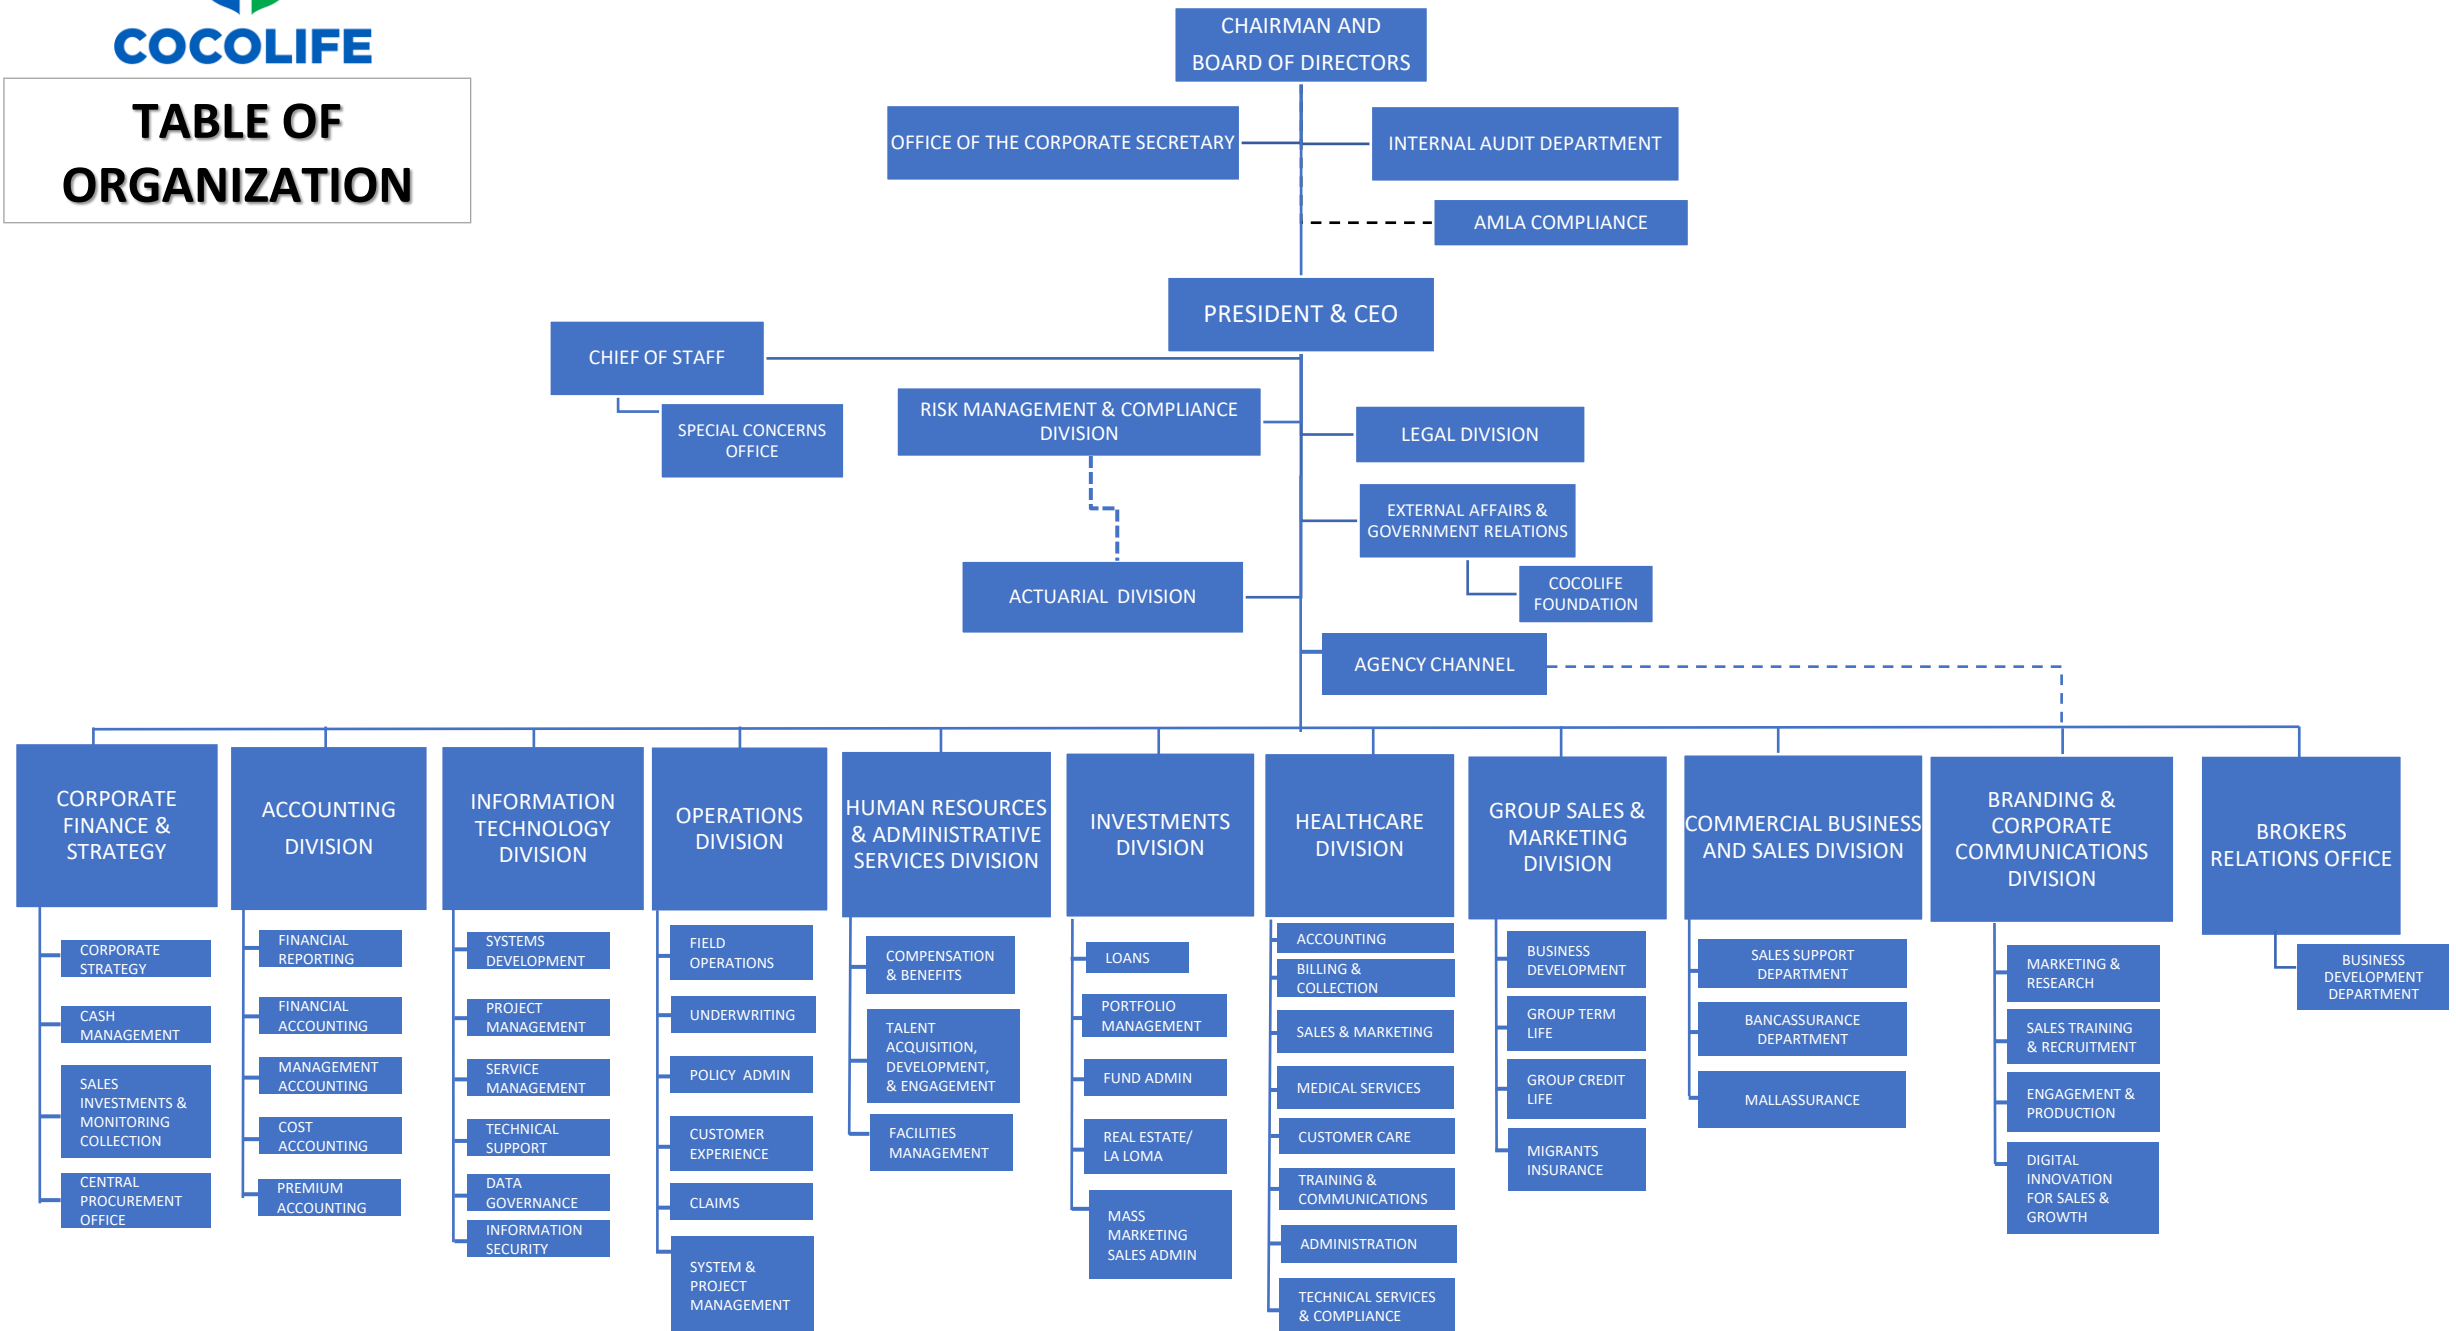 COCOLIFE
TABLE OF
ORGANIZATION
CHAIRMAN AND
BOARD OF DIRECTORS
OFFICE OF THE CORPORATE SECRETARY
INTERNAL AUDIT DEPARTMENT
AMLA COMPLIANCE
PRESIDENT & CEO
CHIEF OF STAFF
SPECIAL CONCERNS
OFFICE
RISK MANAGEMENT & COMPLIANCE
DIVISION
LEGAL DIVISION
EXTERNAL AFFAIRS &
GOVERNMENT RELATIONS
COCOLIFE
FOUNDATION
ACTUARIAL DIVISION
AGENCY CHANNEL
CORPORATE
FINANCE &
STRATEGY
CORPORATE
STRATEGY
CASH
MANAGEMENT
SALES
INVESTMENTS &
MONITORING
COLLECTION
CENTRAL
PROCUREMENT
OFFICE
ACCOUNTING
DIVISION
FINANCIAL
REPORTING
FINANCIAL
ACCOUNTING
MANAGEMENT
ACCOUNTING
COST
ACCOUNTING
PREMIUM
ACCOUNTING
INFORMATION
TECHNOLOGY
DIVISION
SYSTEMS
DEVELOPMENT
PROJECT
MANAGEMENT
SERVICE
MANAGEMENT
TECHNICAL
SUPPORT
DATA
GOVERNANCE
INFORMATION
SECURITY
OPERATIONS
DIVISION
FIELD
OPERATIONS
UNDERWRITING
POLICY ADMIN
CUSTOMER
EXPERIENCE
CLAIMS
SYSTEM &
PROJECT
MANAGEMENT
HUMAN RESOURCES
& ADMINISTRATIVE
SERVICES DIVISION
COMPENSATION
& BENEFITS
TALENT
ACQUISITION,
DEVELOPMENT,
& ENGAGEMENT
FACILITIES
MANAGEMENT
INVESTMENTS
DIVISION
LOANS
PORTFOLIO
MANAGEMENT
FUND ADMIN
REAL ESTATE/
LA LOMA
MASS
MARKETING
SALES ADMIN
HEALTHCARE
DIVISION
ACCOUNTING
BILLING &
COLLECTION
SALES & MARKETING
MEDICAL SERVICES
CUSTOMER CARE
TRAINING &
COMMUNICATIONS
ADMINISTRATION
TECHNICAL SERVICES
& COMPLIANCE
GROUP SALES &
MARKETING
DIVISION
BUSINESS
DEVELOPMENT
GROUP TERM
LIFE
GROUP CREDIT
LIFE
MIGRANTS
INSURANCE
COMMERCIAL BUSINESS
AND SALES DIVISION
SALES SUPPORT
DEPARTMENT
BANCASSURANCE
DEPARTMENT
MALLASSURANCE
BRANDING &
CORPORATE
COMMUNICATIONS
DIVISION
MARKETING &
RESEARCH
SALES TRAINING
& RECRUITMENT
ENGAGEMENT &
PRODUCTION
DIGITAL
INNOVATION
FOR SALES &
GROWTH
BROKERS
RELATIONS OFFICE
BUSINESS
DEVELOPMENT
DEPARTMENT